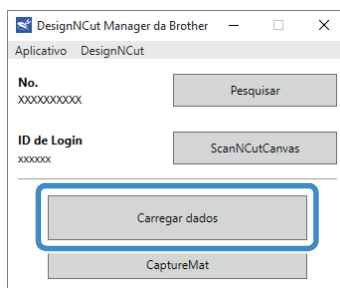 DesignNCut Manager da Brother
Aplicativo DesignNCut
No.
XXXXXXXXXX
Pesquisar
ID de Login
xxxxxx
ScanNCutCanvas
Carregar dados
CaptureMat